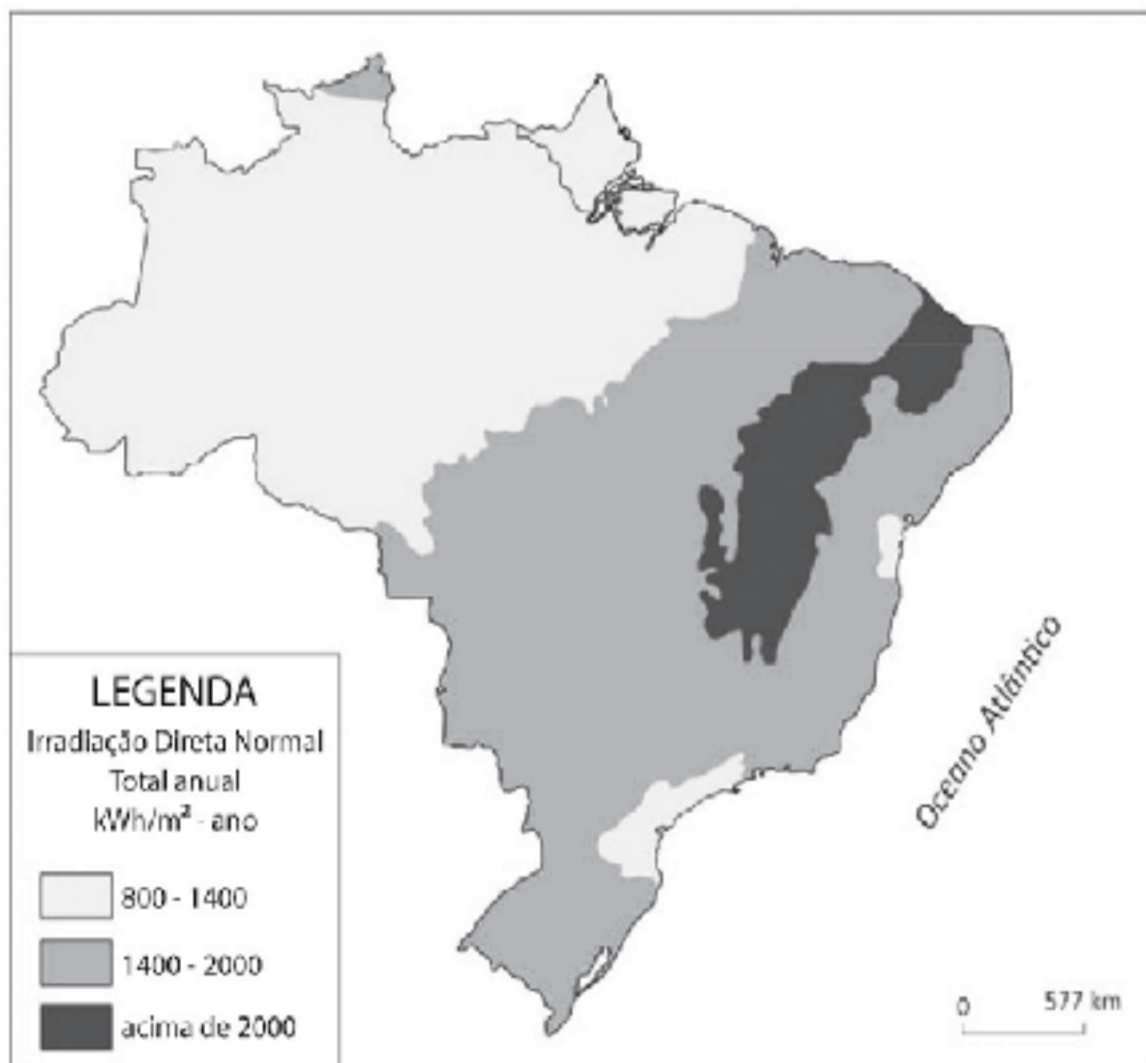 Oceano Atlântico
LEGENDA
Irradiação Direta Normal
Total anual
kWh/m² - ano
800 - 1400
1400 - 2000
acima de 2000
0 577 km